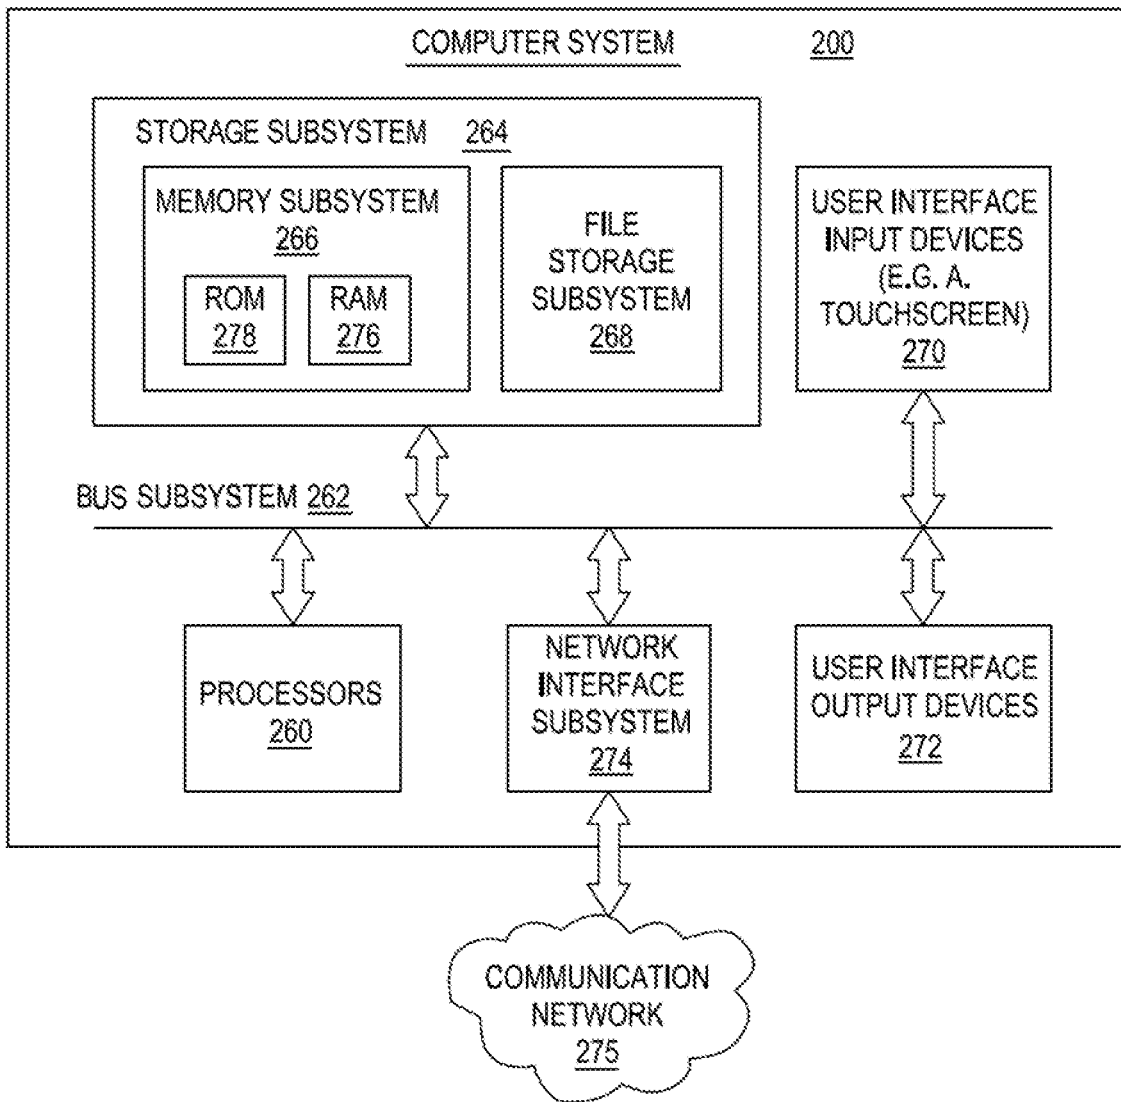 COMPUTER SYSTEM 200
STORAGE SUBSYSTEM 264
MEMORY SUBSYSTEM
266
ROM
278
RAM
276
FILE
STORAGE
SUBSYSTEM
268
USER INTERFACE
INPUT DEVICES
(E.G. A.
TOUCHSCREEN)
270
BUS SUBSYSTEM 262
PROCESSORS
260
NETWORK
INTERFACE
SUBSYSTEM
274
USER INTERFACE
OUTPUT DEVICES
272
COMMUNICATION
NETWORK
275